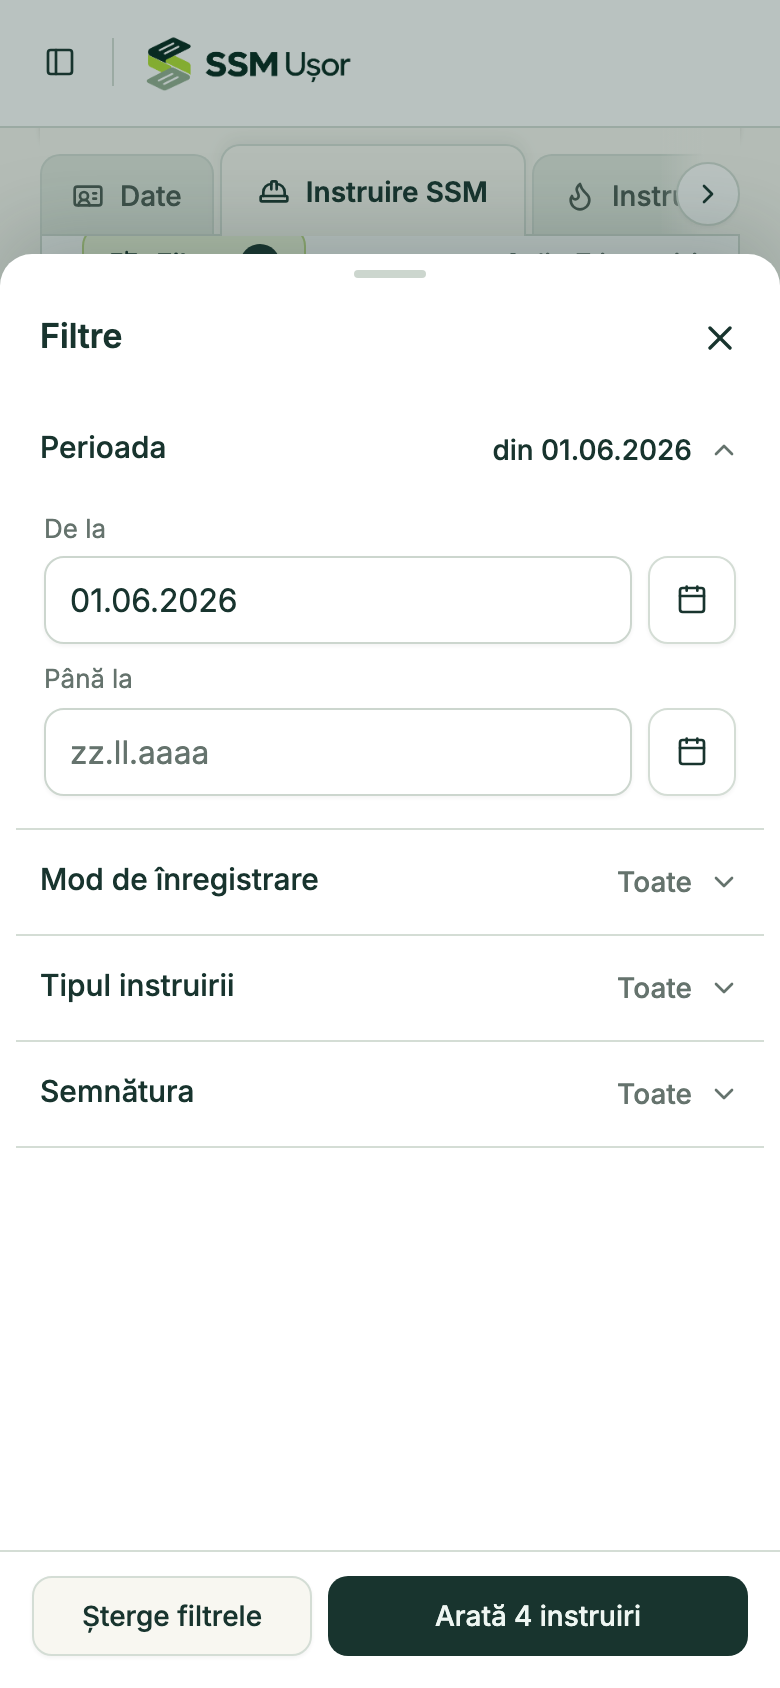 SSM Ușor
Date
Instruire SSM
Filtre
Perioada
din 01.06.2026
De la
01.06.2026
Până la
zz.ll.aaaa
Mod de înregistrare
Toate
Tipul instruirii
Toate
Semnătura
Toate
Șterge filtrele
Arată 4 instruiri